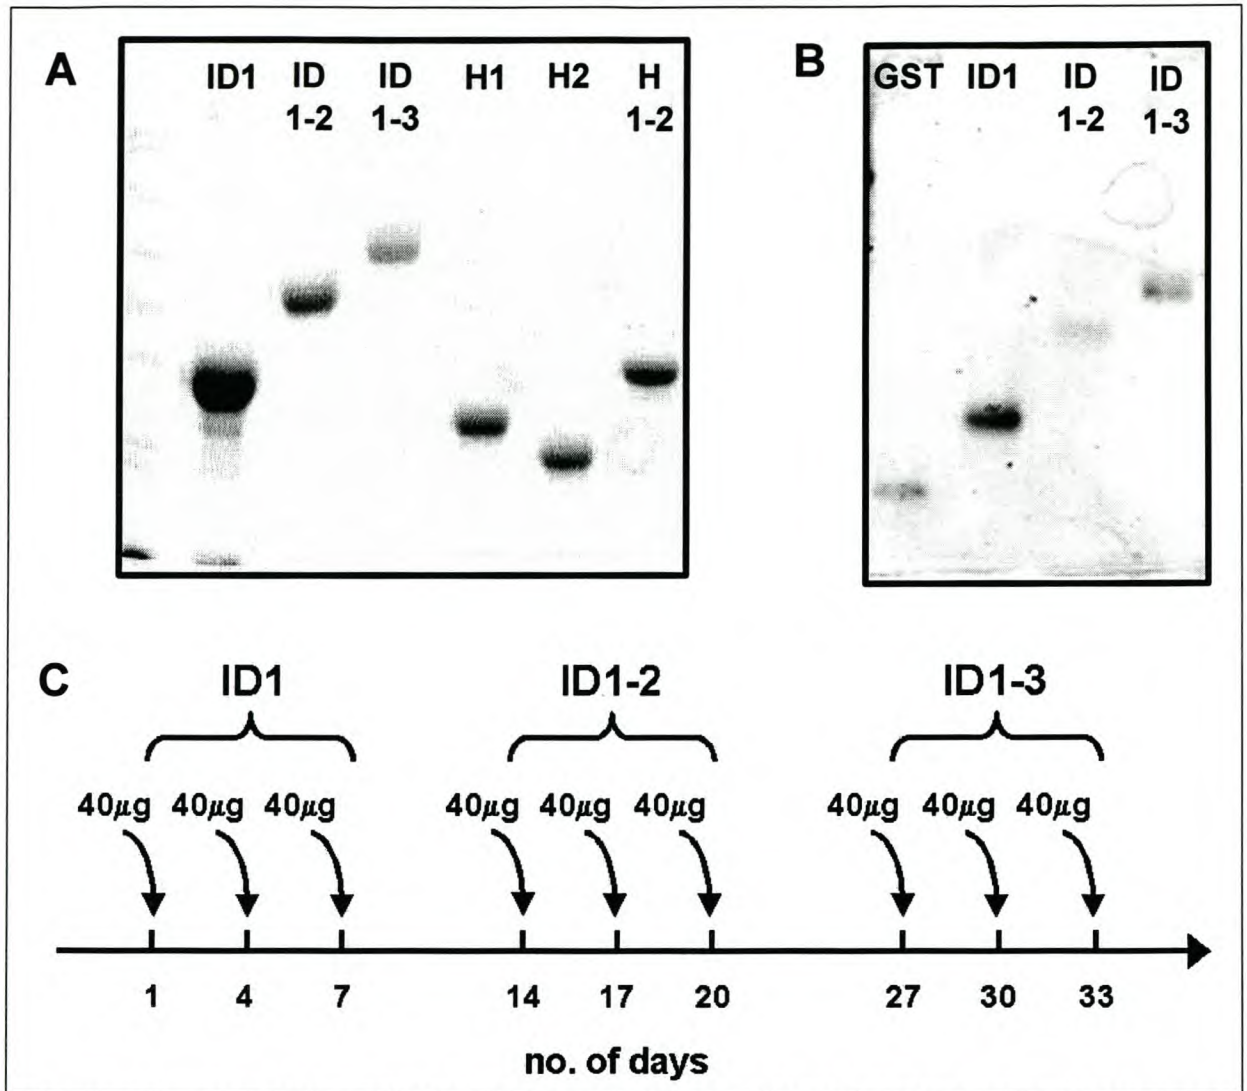 A
ID1 ID ID H1 H2 H
1-2 1-3 1-2
B
GST ID1 ID ID
1-2 1-3
C
ID1 ID1-2 ID1-3
40µg 40µg 40µg 40µg 40µg 40µg 40µg 40µg 40µg
1 4 7 14 17 20 27 30 33
no. of days